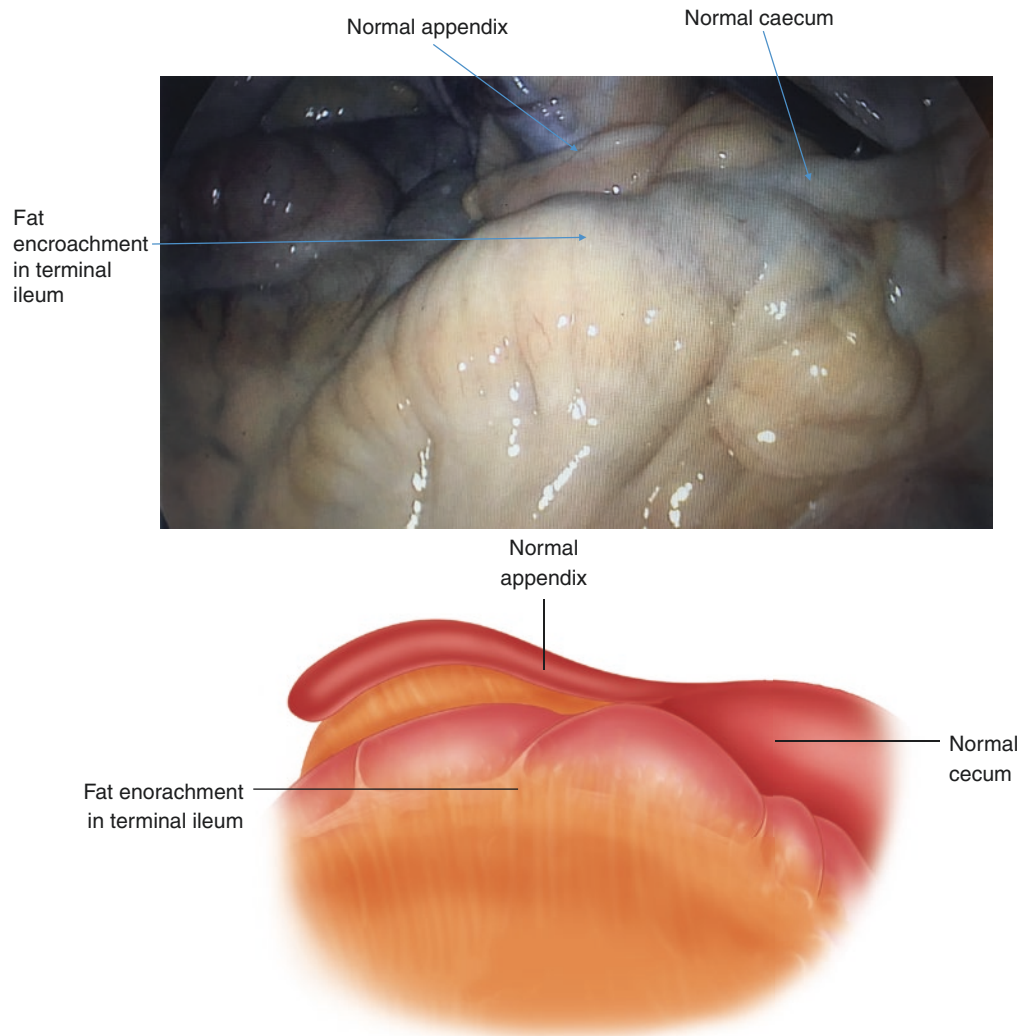 Normal appendix
Normal caecum
Fat
encroachment
in terminal
ileum
Normal
appendix
Normal
cecum
Fat enorachment
in terminal ileum